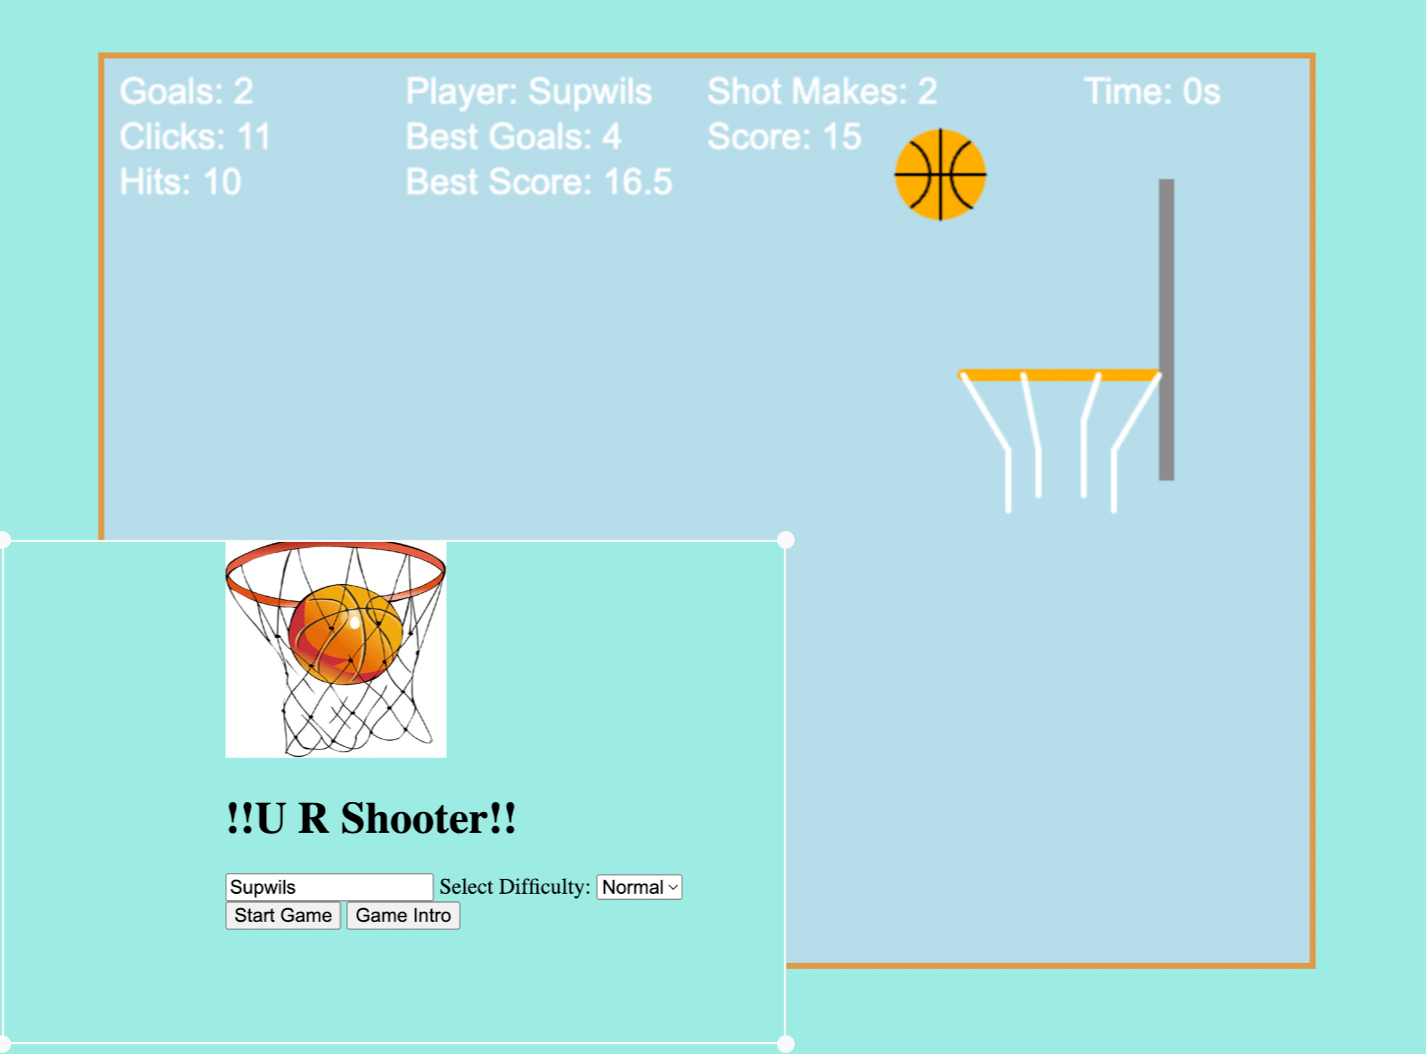 Goals: 2 Player: Supwils Shot Makes: 2 Time: 0s
Clicks: 11 Best Goals: 4 Score: 15
Hits: 10 Best Score: 16.5
!!U R Shooter!!
Supwils Select Difficulty: Normal
Start Game Game Intro